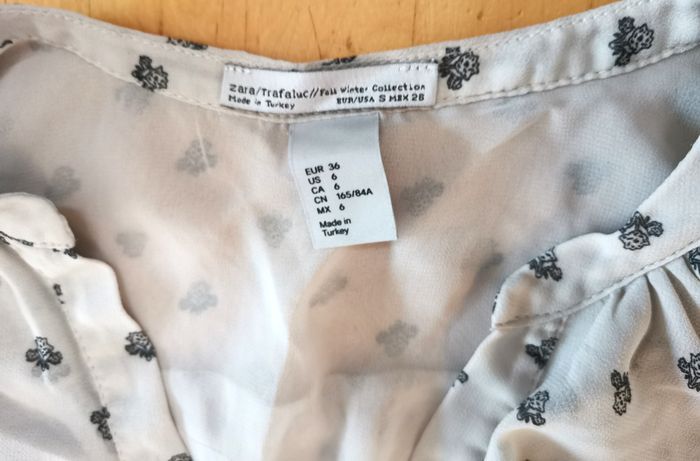 Zara/Trafaluc//Fall Winter Collection
Made in Turkey EUR/USA S MEX 26
EUR 36
US 6
CA 6
CN 165/84A
MX 6
Made in
Turkey